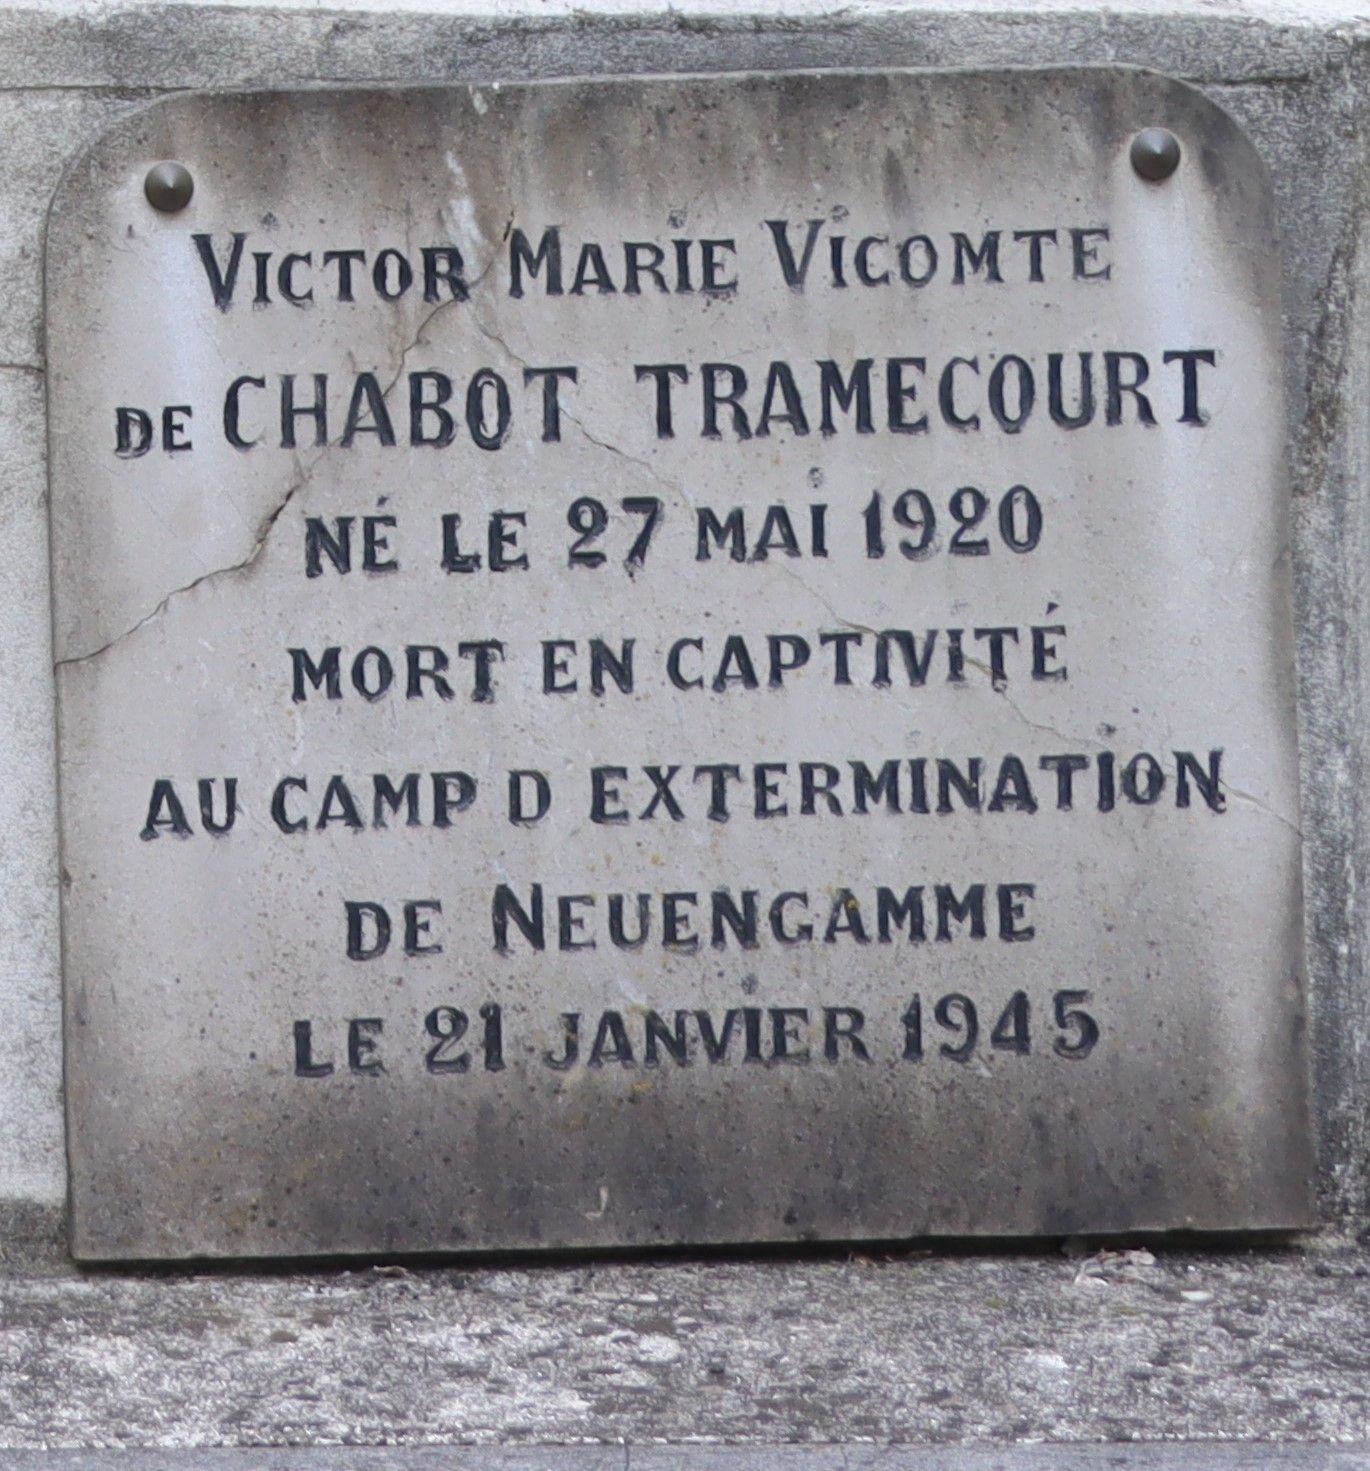 VICTOR MARIE VICOMTE
DE CHABOT TRAMECOURT
NÉ LE 27 MAI 1920
MORT EN CAPTIVITÉ
AU CAMP D EXTERMINATION
DE NEUENGAMME
LE 21 JANVIER 1945